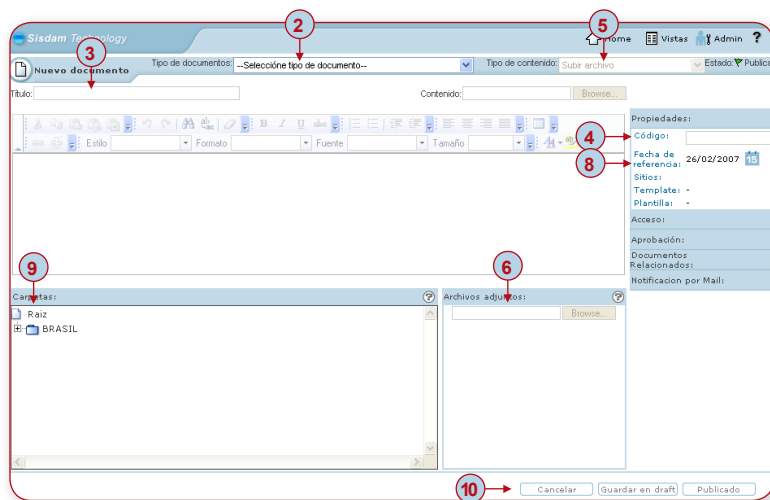 2 5
Sisdam Technology Home Vistas Admin ?
3
Nuevo documento Tipo de documentos: --Seleccióne tipo de documento-- Tipo de contenido: Subir archivo Estado: Publica
Título: Contenido: Browse...
Propiedades:
B I U abc
4 Código:
Estilo Formato Fuente Tamaño
8 Fecha de referencia: 26/02/2007 15
Sitios:
Template: -
Plantilla: -
Acceso:
Aprobación:
Documentos
Relacionados:
Notificacion por Mail:
9 6
Carpetas: ? Archivos adjuntos: ?
Raiz Browse...
BRASIL
10 Cancelar Guardar en draft Publicado